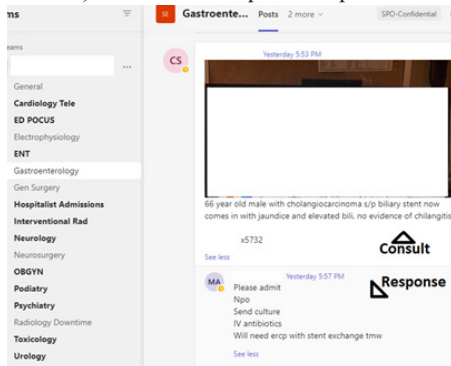 ms
SE
Gastroente... Posts 2 more
SPO-Confidential
eams
...
General
Cardiology Tele
ED POCUS
Electrophysiology
ENT
Gastroenterology
Gen Surgery
Hospitalist Admissions
Interventional Rad
Neurology
Neurosurgery
OBGYN
Podiatry
Psychiatry
Radiology Downtime
Toxicology
Urology
CS
Yesterday 5:53 PM
66 year old male with cholangiocarcinoma s/p biliary stent now
comes in with jaundice and elevated bili. no evidence of chilangitis
x5732
Consult
See less
MA
Yesterday 5:57 PM
Response
Please admit
Npo
Send culture
IV antibiotics
Will need ercp with stent exchange tmw
See less